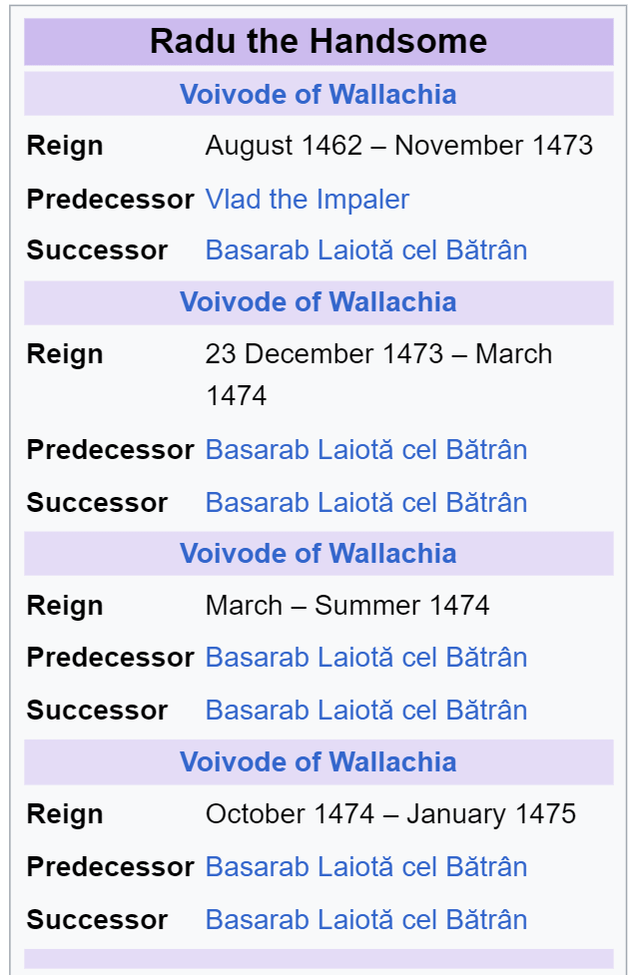 Radu the Handsome
Voivode of Wallachia
Reign August 1462 – November 1473
Predecessor Vlad the Impaler
Successor Basarab Laiotă cel Bătrân
Voivode of Wallachia
Reign 23 December 1473 – March
1474
Predecessor Basarab Laiotă cel Bătrân
Successor Basarab Laiotă cel Bătrân
Voivode of Wallachia
Reign March – Summer 1474
Predecessor Basarab Laiotă cel Bătrân
Successor Basarab Laiotă cel Bătrân
Voivode of Wallachia
Reign October 1474 – January 1475
Predecessor Basarab Laiotă cel Bătrân
Successor Basarab Laiotă cel Bătrân